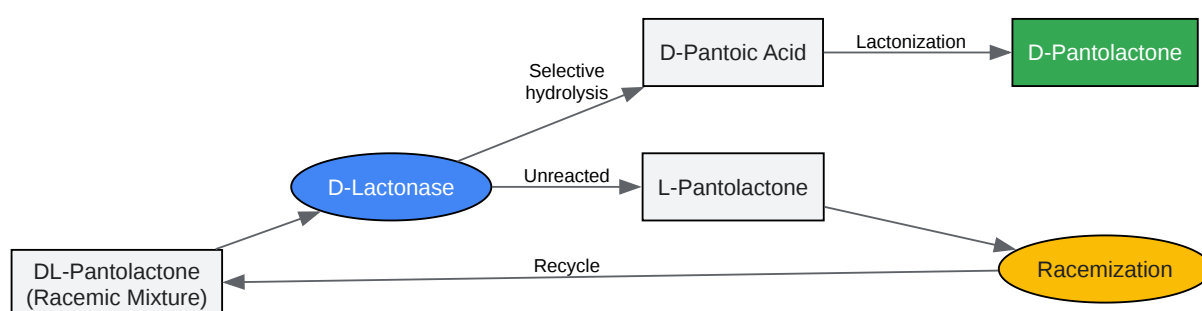 D-Pantoic Acid
Lactonization
D-Pantolactone
Selective
hydrolysis
D-Lactonase
Unreacted
L-Pantolactone
DL-Pantolactone
(Racemic Mixture)
Recycle
Racemization